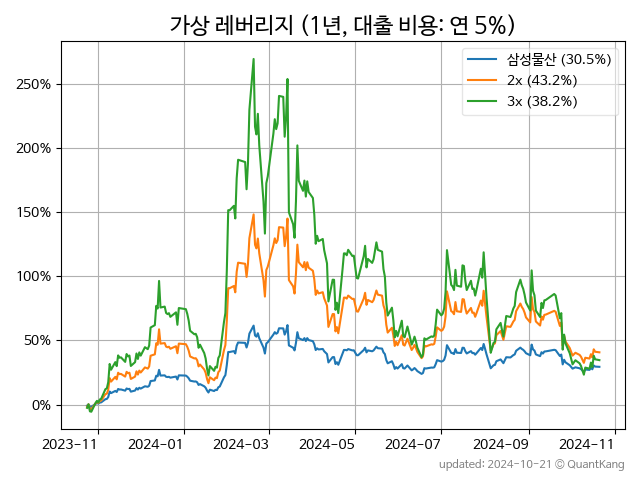 가상 레버리지 (1년, 대출 비용: 연 5%)
삼성물산 (30.5%)
2x (43.2%)
3x (38.2%)
250%
200%
150%
100%
50%
0%
2023-11 2024-01 2024-03 2024-05 2024-07 2024-09 2024-11
updated: 2024-10-21 © QuantKang